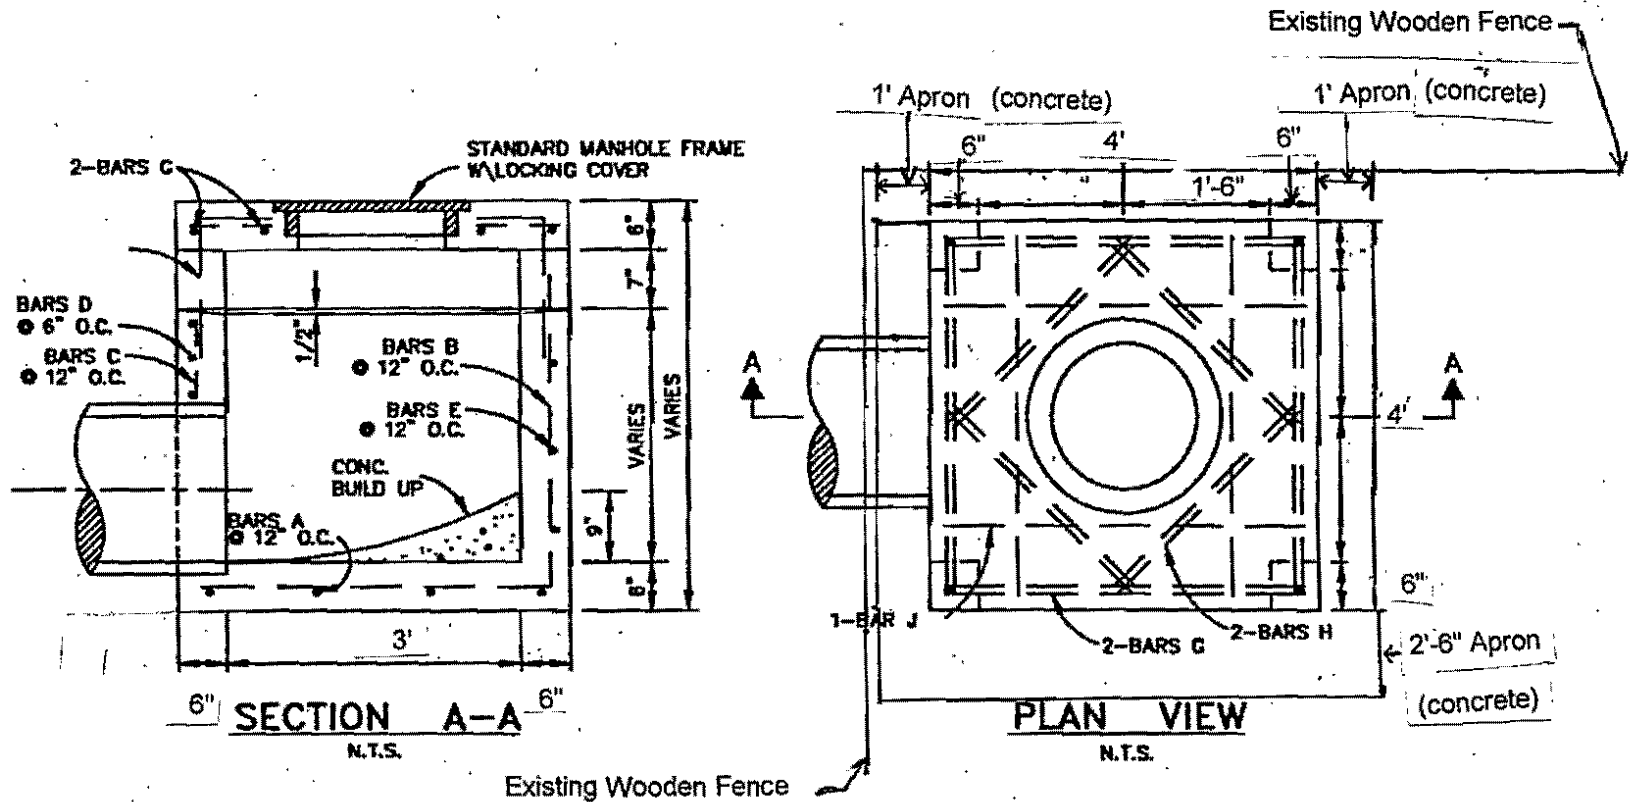 Existing Wooden Fence
1' Apron (concrete)
1' Apron (concrete)
6"
4'
6"
1'-6"
2-BARS G
STANDARD MANHOLE FRAME
W\LOCKING COVER
6"
7"
BARS D
@ 6" O.C.
BARS C
@ 12" O.C.
1/2"
BARS B
@ 12" O.C.
BARS E
@ 12" O.C.
VARIES
VARIES
CONC.
BUILD UP
BARS A
@ 12" O.C.
9"
6"
3'
6"
6"
SECTION A-A
N.T.S.
A
A
4'
6"
1-BAR J
2-BARS G
2-BARS H
2'-6" Apron
(concrete)
PLAN VIEW
N.T.S.
Existing Wooden Fence